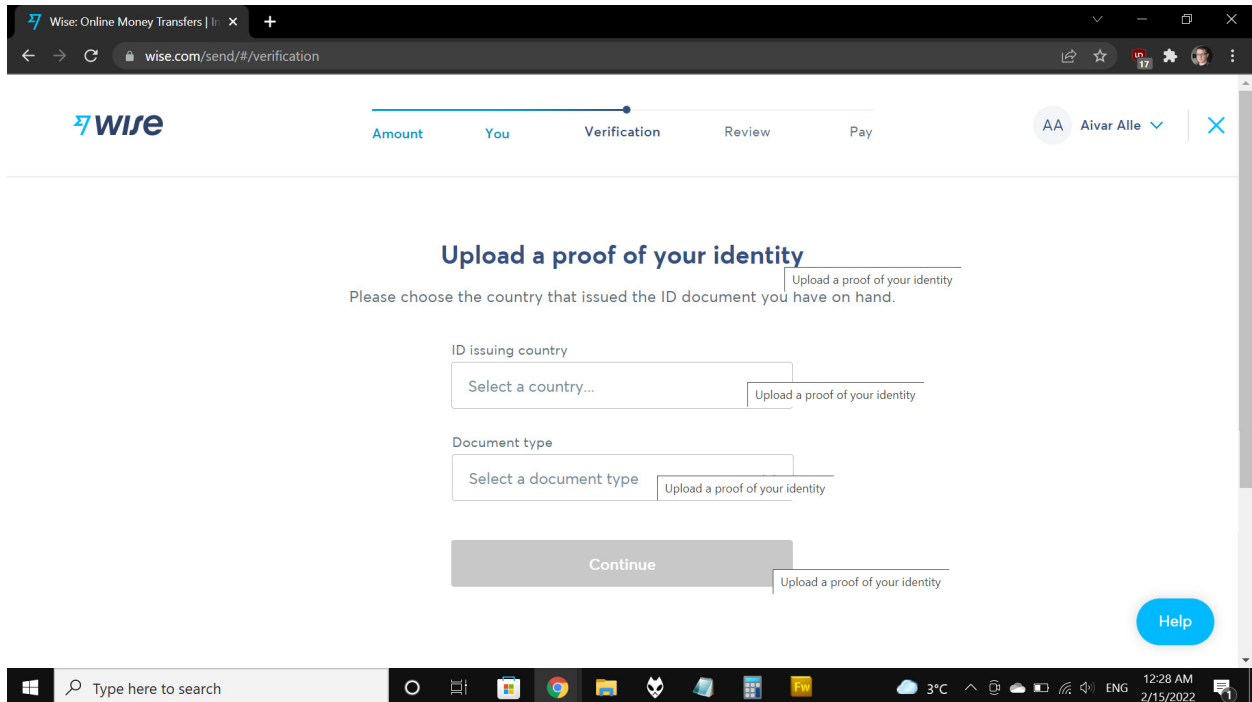 Wise: Online Money Transfers | In
wise.com/send/#/verification
17
WISE
Amount You Verification Review Pay
AA Aivar Alle
Upload a proof of your identity
Upload a proof of your identity
Please choose the country that issued the ID document you have on hand.
ID issuing country
Select a country...
Upload a proof of your identity
Document type
Select a document type
Upload a proof of your identity
Continue
Upload a proof of your identity
Help
Type here to search
Fw
3°C
ENG
12:28 AM
2/15/2022
1